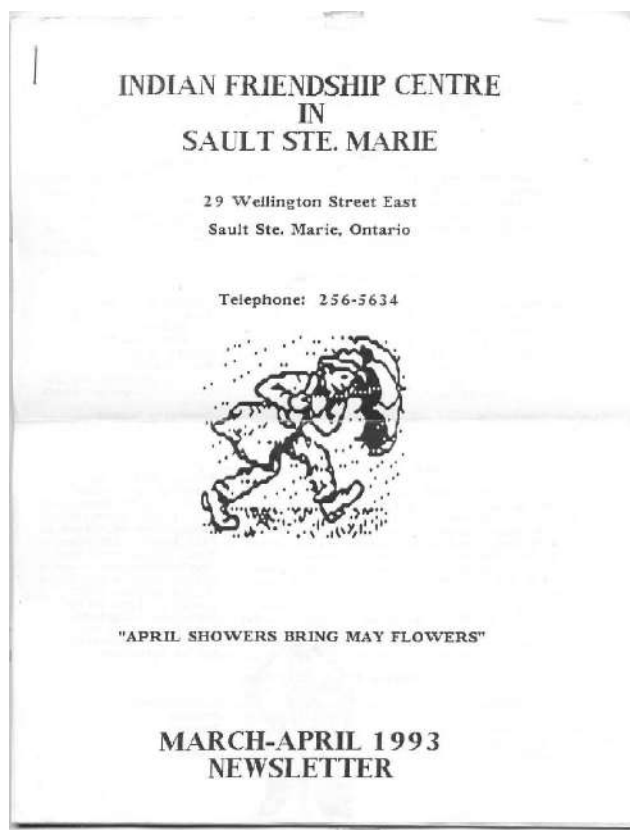 INDIAN FRIENDSHIP CENTRE
IN
SAULT STE. MARIE
29 Wellington Street East
Sault Ste. Marie, Ontario
Telephone: 256-5634
"APRIL SHOWERS BRING MAY FLOWERS"
MARCH-APRIL 1993
NEWSLETTER